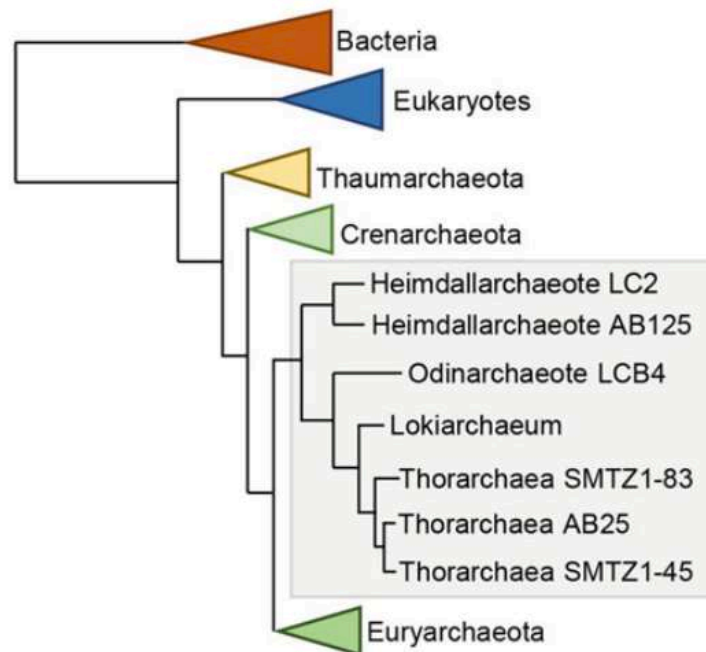 Bacteria
Eukaryotes
Thaumarchaeota
Crenarchaeota
Heimdallarchaeote LC2
Heimdallarchaeote AB125
Odinarchaeote LCB4
Lokiarchaeum
Thorarchaea SMTZ1-83
Thorarchaea AB25
Thorarchaea SMTZ1-45
Euryarchaeota